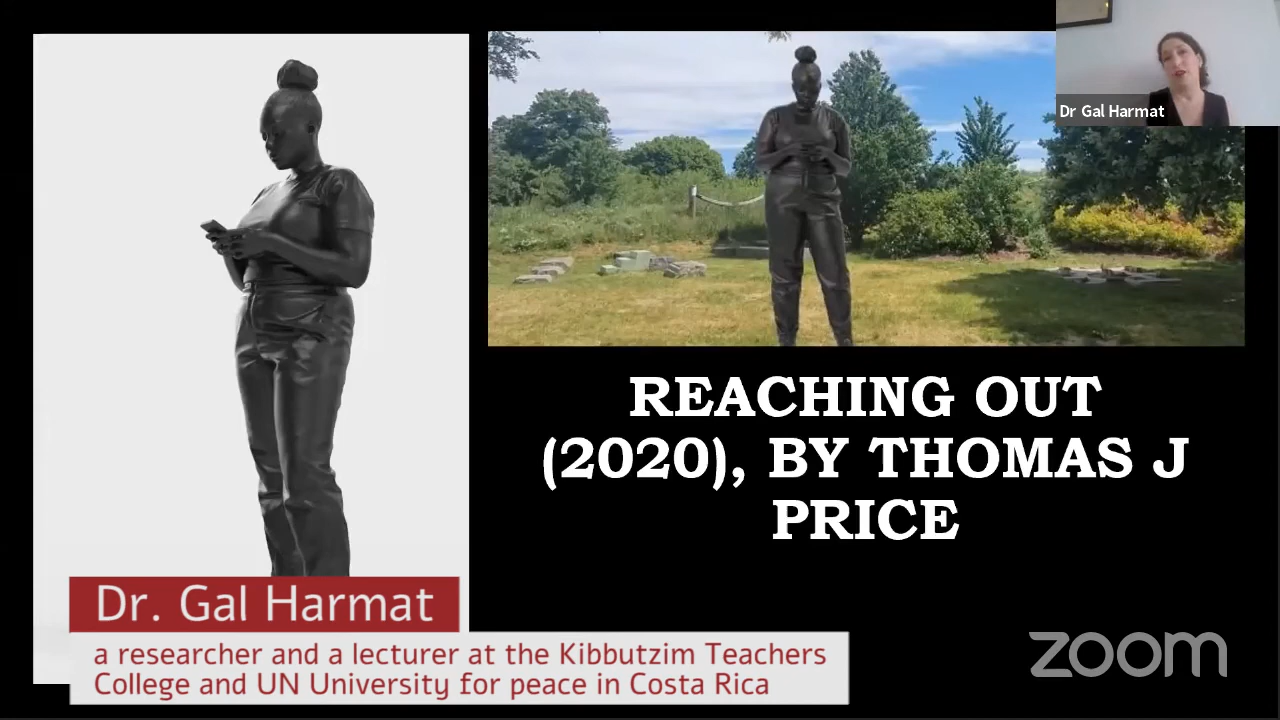 Dr Gal Harmat
REACHING OUT
(2020), BY THOMAS J
PRICE
Dr. Gal Harmat
a researcher and a lecturer at the Kibbutzim Teachers
College and UN University for peace in Costa Rica
zoom